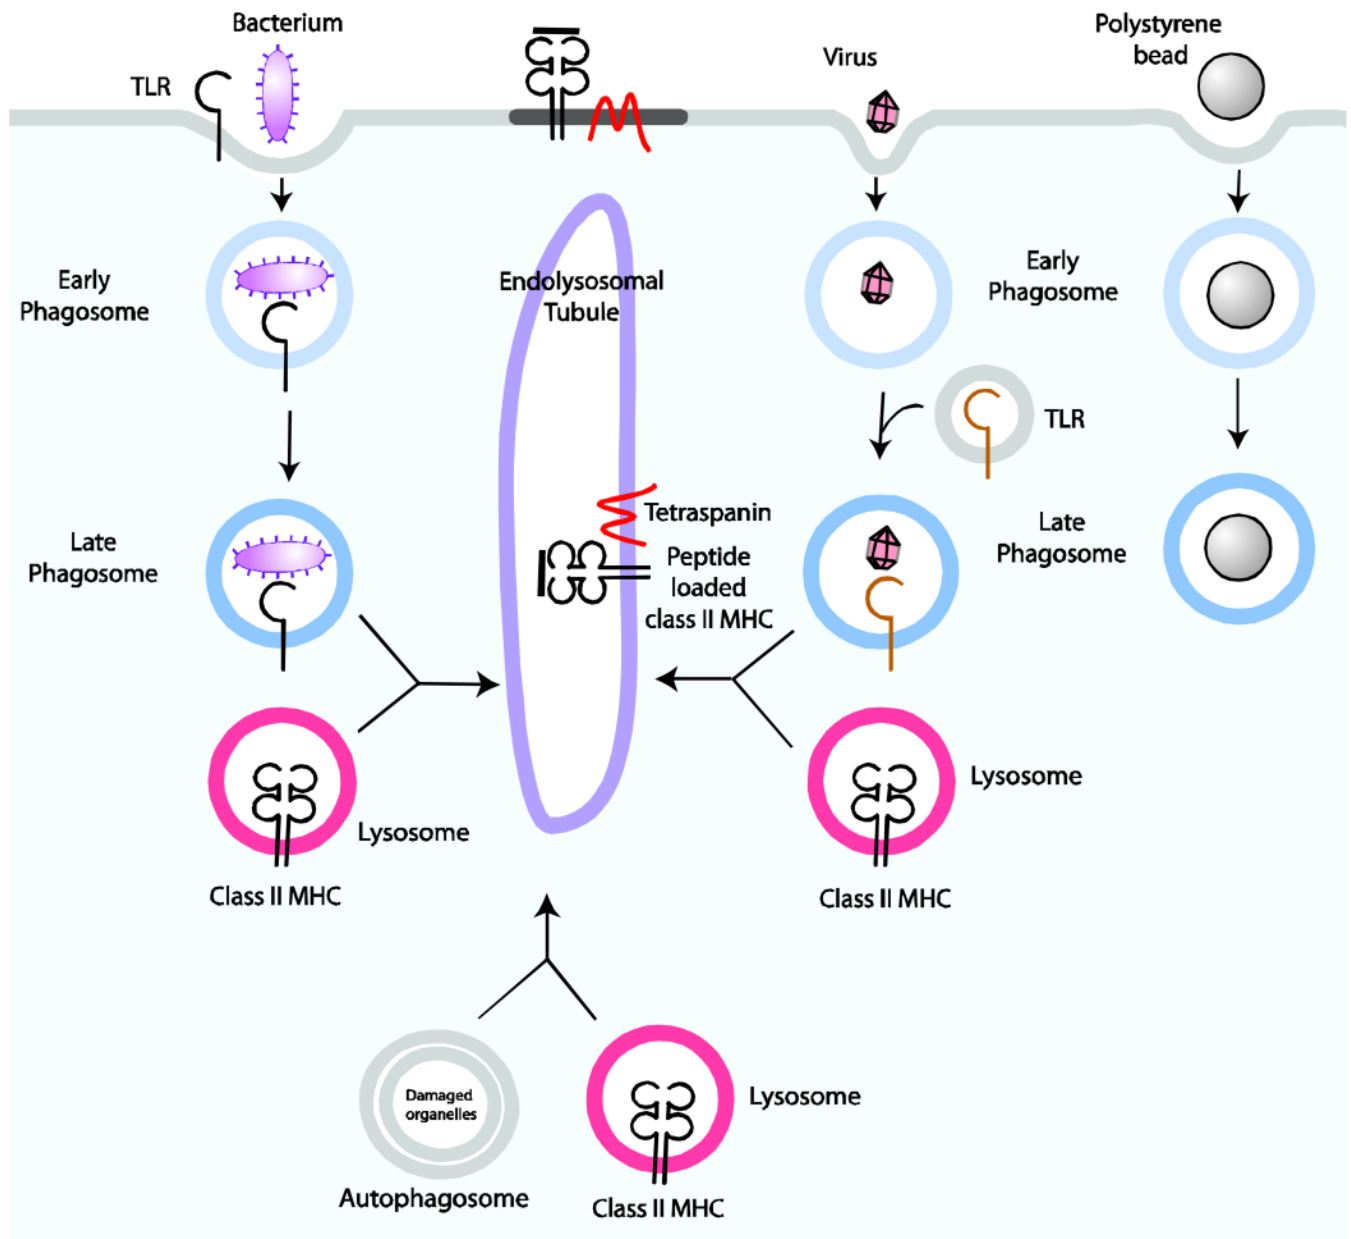 Bacterium
TLR
Virus
Polystyrene
bead
Early
Phagosome
Endolysosomal
Tubule
Early
Phagosome
TLR
Late
Phagosome
Tetraspanin
Peptide
loaded
class II MHC
Late
Phagosome
Lysosome
Class II MHC
Lysosome
Class II MHC
Damaged
organelles
Autophagosome
Lysosome
Class II MHC